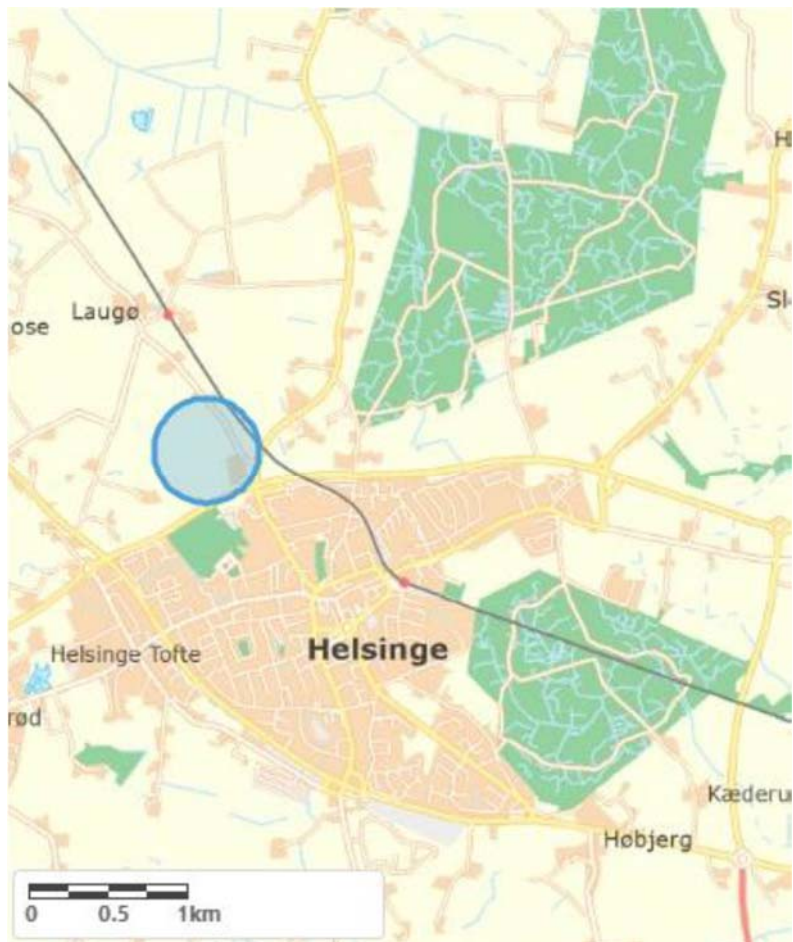 H
Sl
Laugø
ose
Helsinge
Helsinge Tofte
rød
Kæderu
Høbjerg
0 0.5 1km